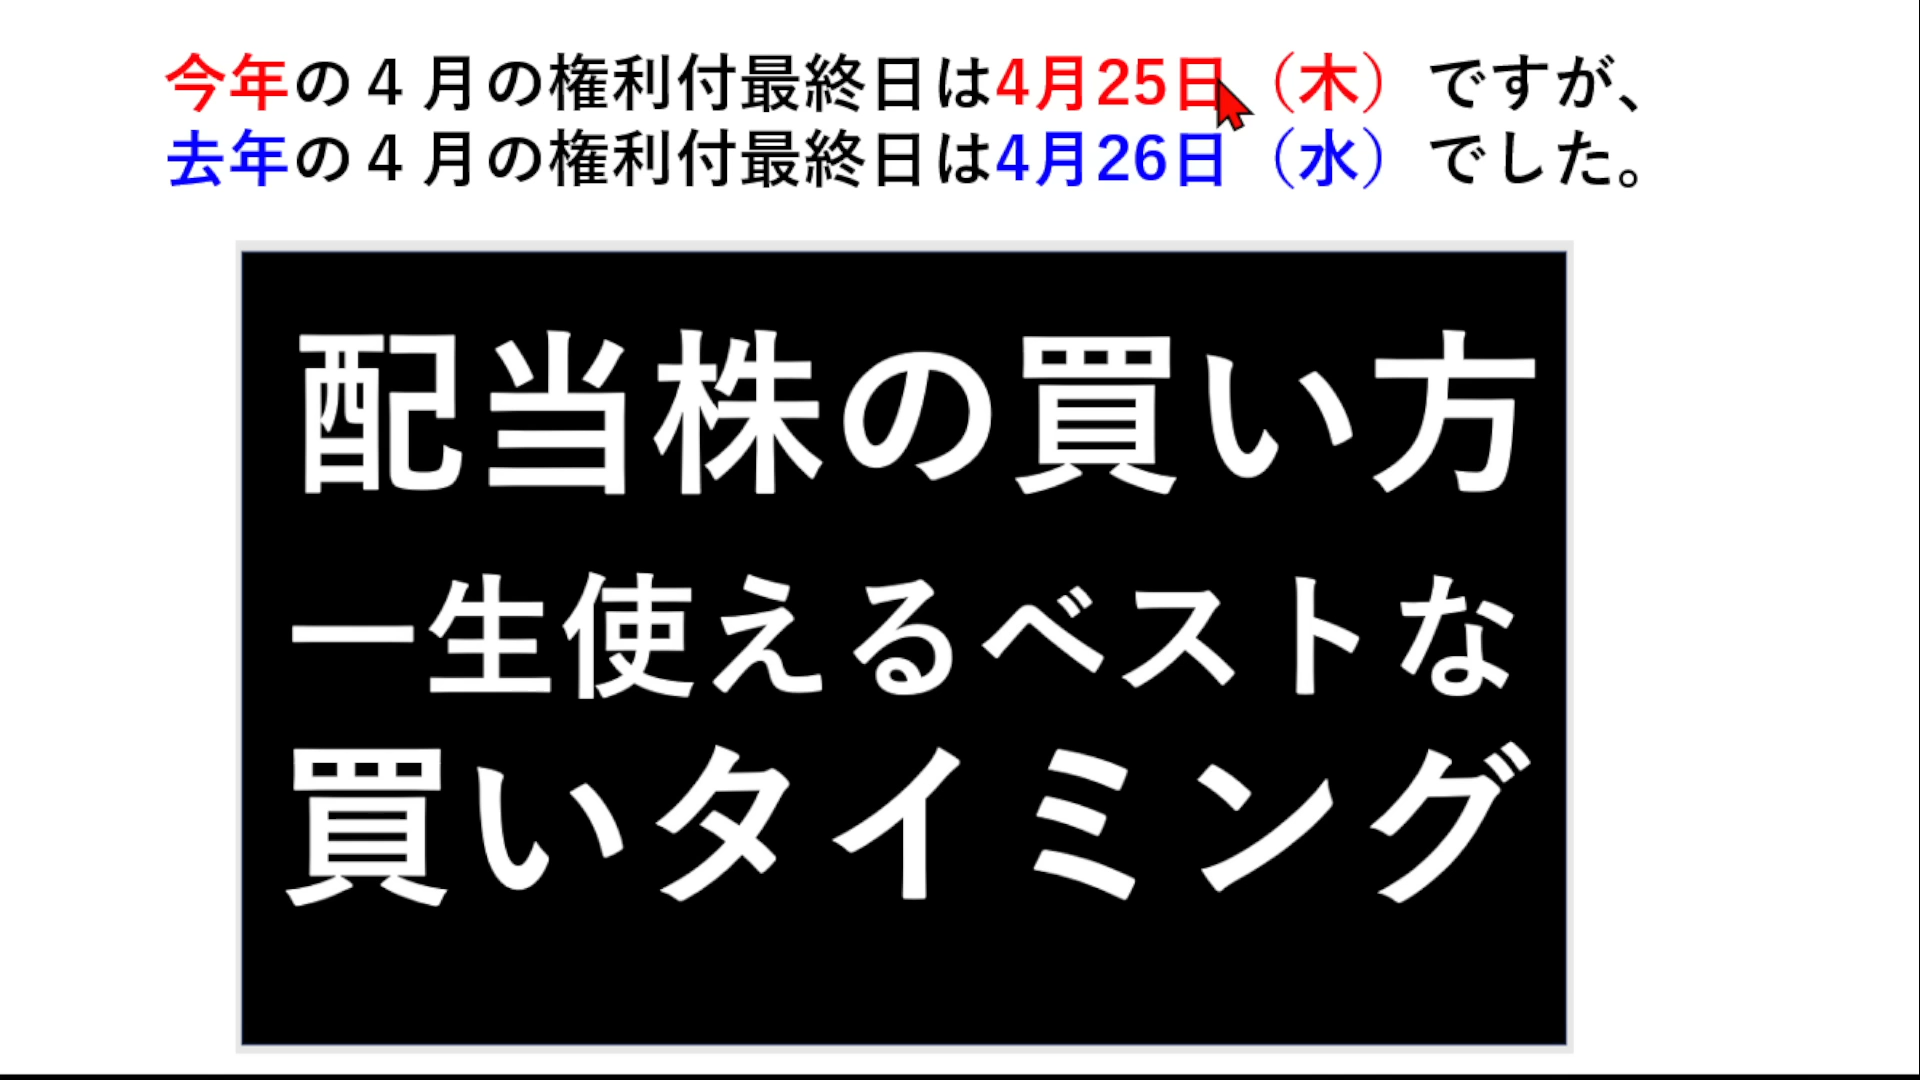 今年の４月の権利付最終日は4月25日（木）ですが、
去年の４月の権利付最終日は4月26日（水）でした。
配当株の買い方
一生使えるベストな
買いタイミング